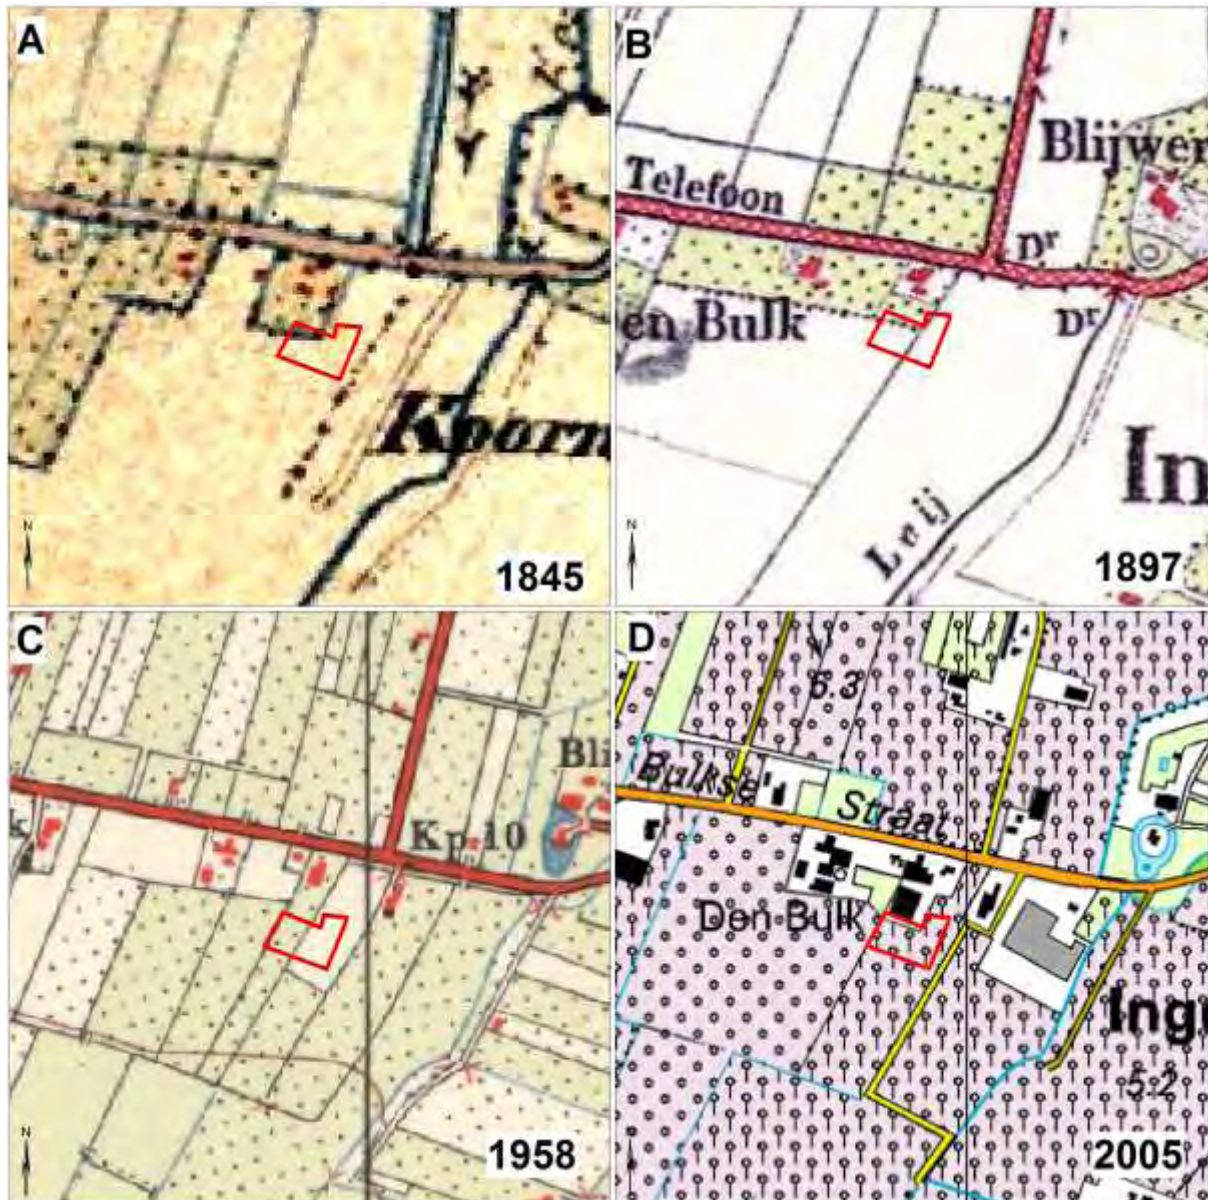 A
N
1845
Koorn
B
Telefoon
Blijwer
Dr
Dr
en Bulk
Leij
In
N
1897
C
Bli
Kp.10
k
N
1958
D
6.3
Bulkse
Straat
Den Bulk
Ing
5.2
2005